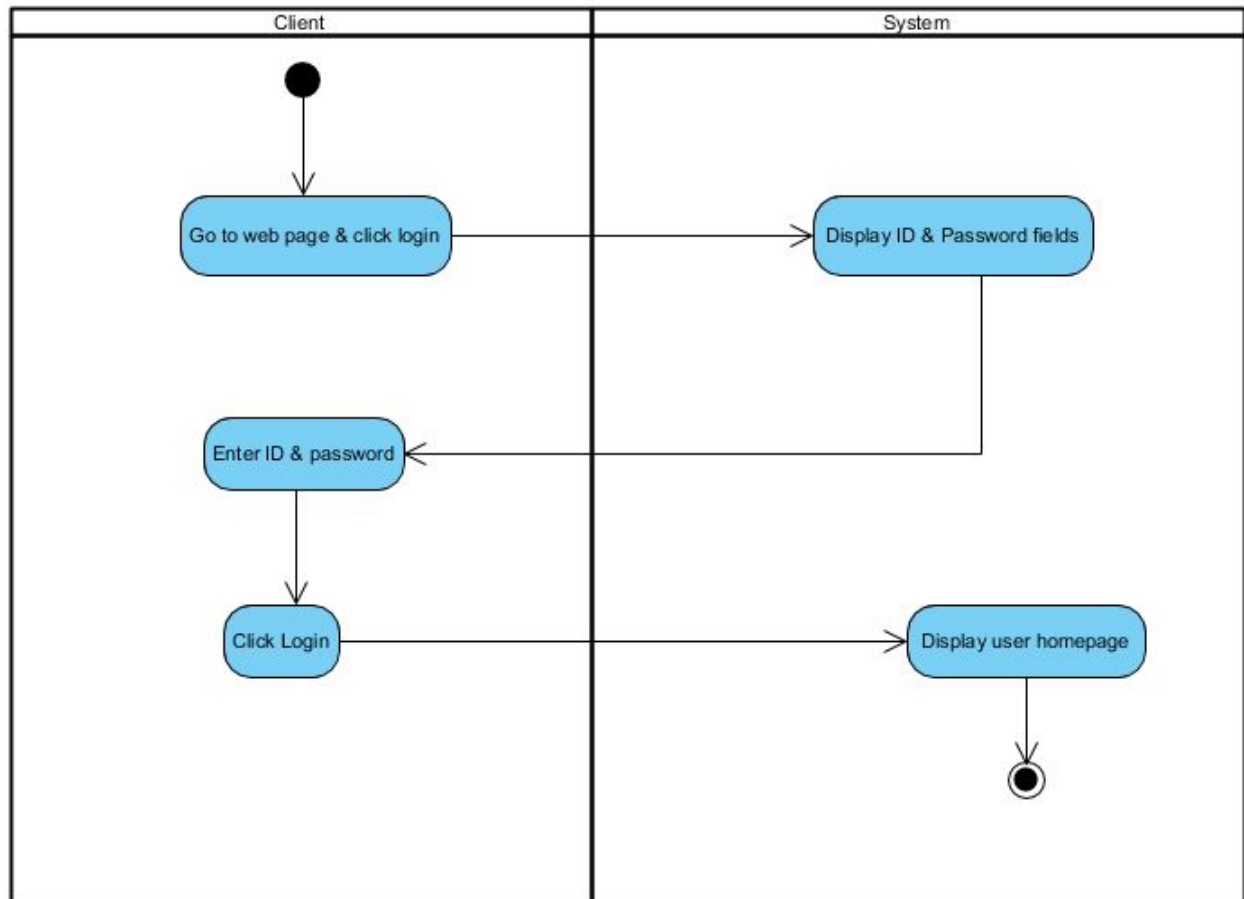 Client
System
Go to web page & click login
Display ID & Password fields
Enter ID & password
Click Login
Display user homepage